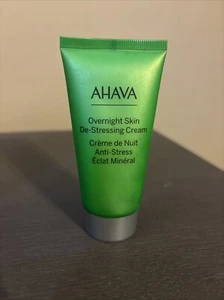 AHAVA
Overnight Skin
De-Stressing Cream
Crème de Nuit
Anti-Stress
Éclat Minéral